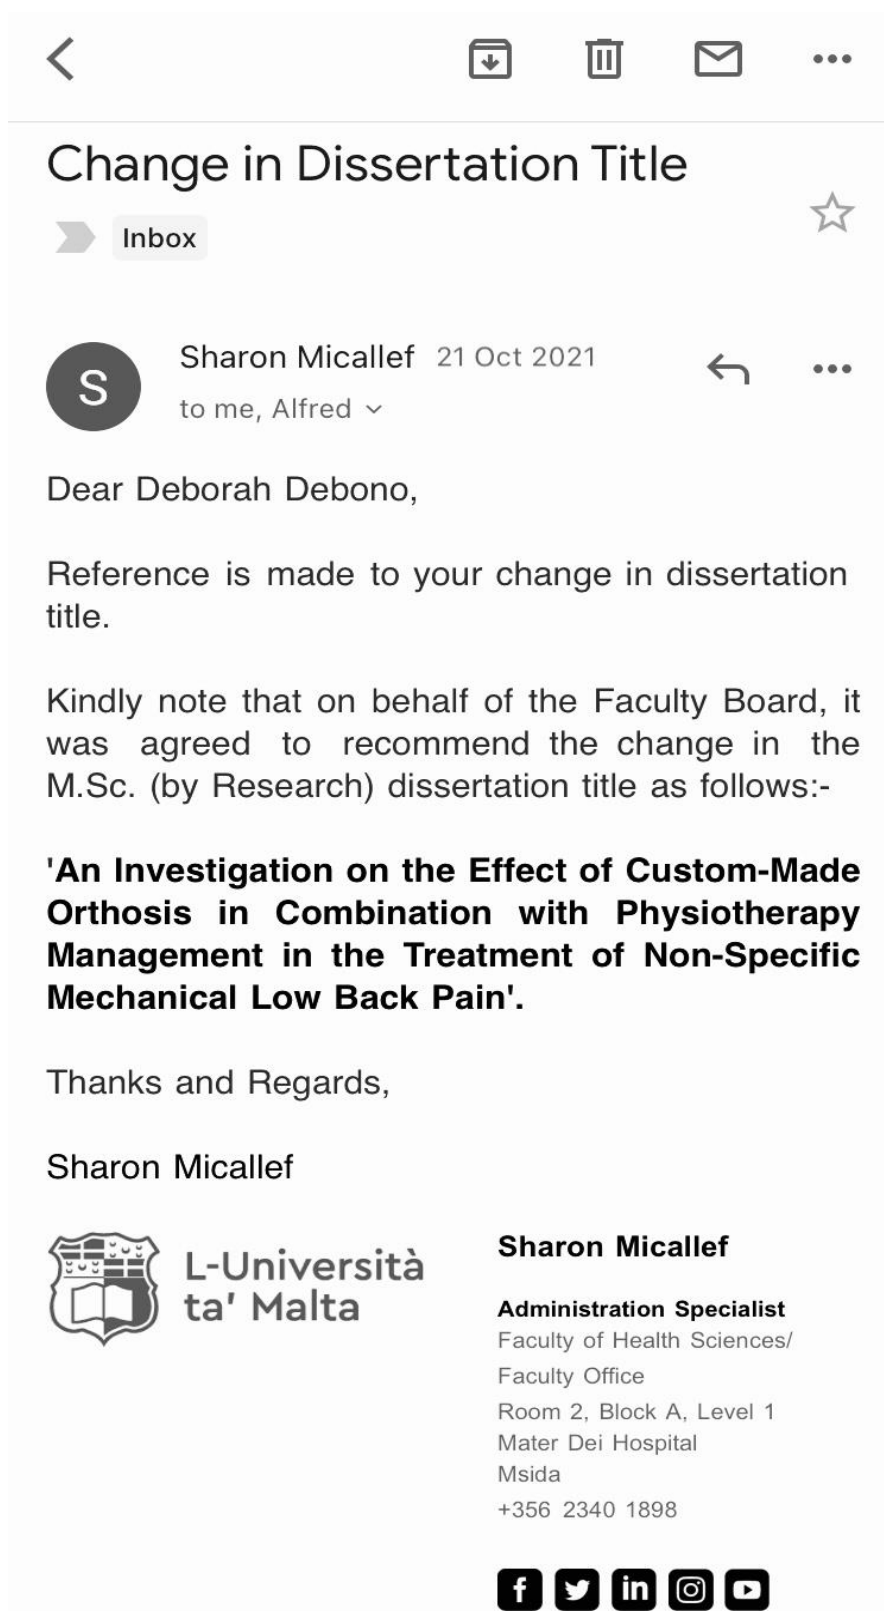 Change in Dissertation Title
Inbox
Sharon Micallef 21 Oct 2021
to me, Alfred
S
Dear Deborah Debono,
Reference is made to your change in dissertation
title.
Kindly note that on behalf of the Faculty Board, it
was agreed to recommend the change in the
M.Sc. (by Research) dissertation title as follows:-
'An Investigation on the Effect of Custom-Made
Orthosis in Combination with Physiotherapy
Management in the Treatment of Non-Specific
Mechanical Low Back Pain'.
Thanks and Regards,
Sharon Micallef
L-Università
ta' Malta
Sharon Micallef
Administration Specialist
Faculty of Health Sciences/
Faculty Office
Room 2, Block A, Level 1
Mater Dei Hospital
Msida
+356 2340 1898